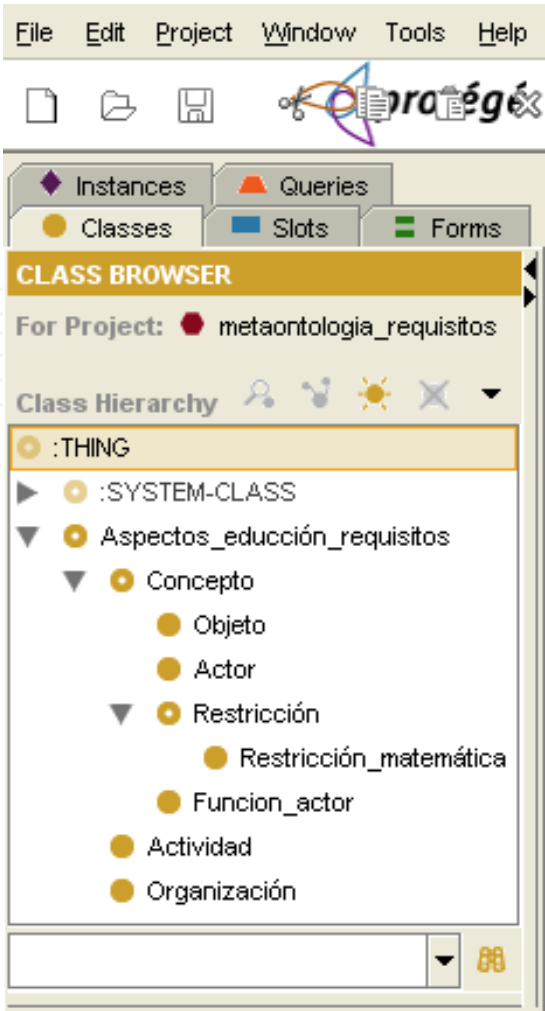 File Edit Project Window Tools Help
protégé
Instances Queries
Classes Slots Forms
CLASS BROWSER
For Project: metaontologia_requisitos
Class Hierarchy
:THING
:SYSTEM-CLASS
Aspectos_educción_requisitos
Concepto
Objeto
Actor
Restricción
Restricción_matemática
Funcion_actor
Actividad
Organización